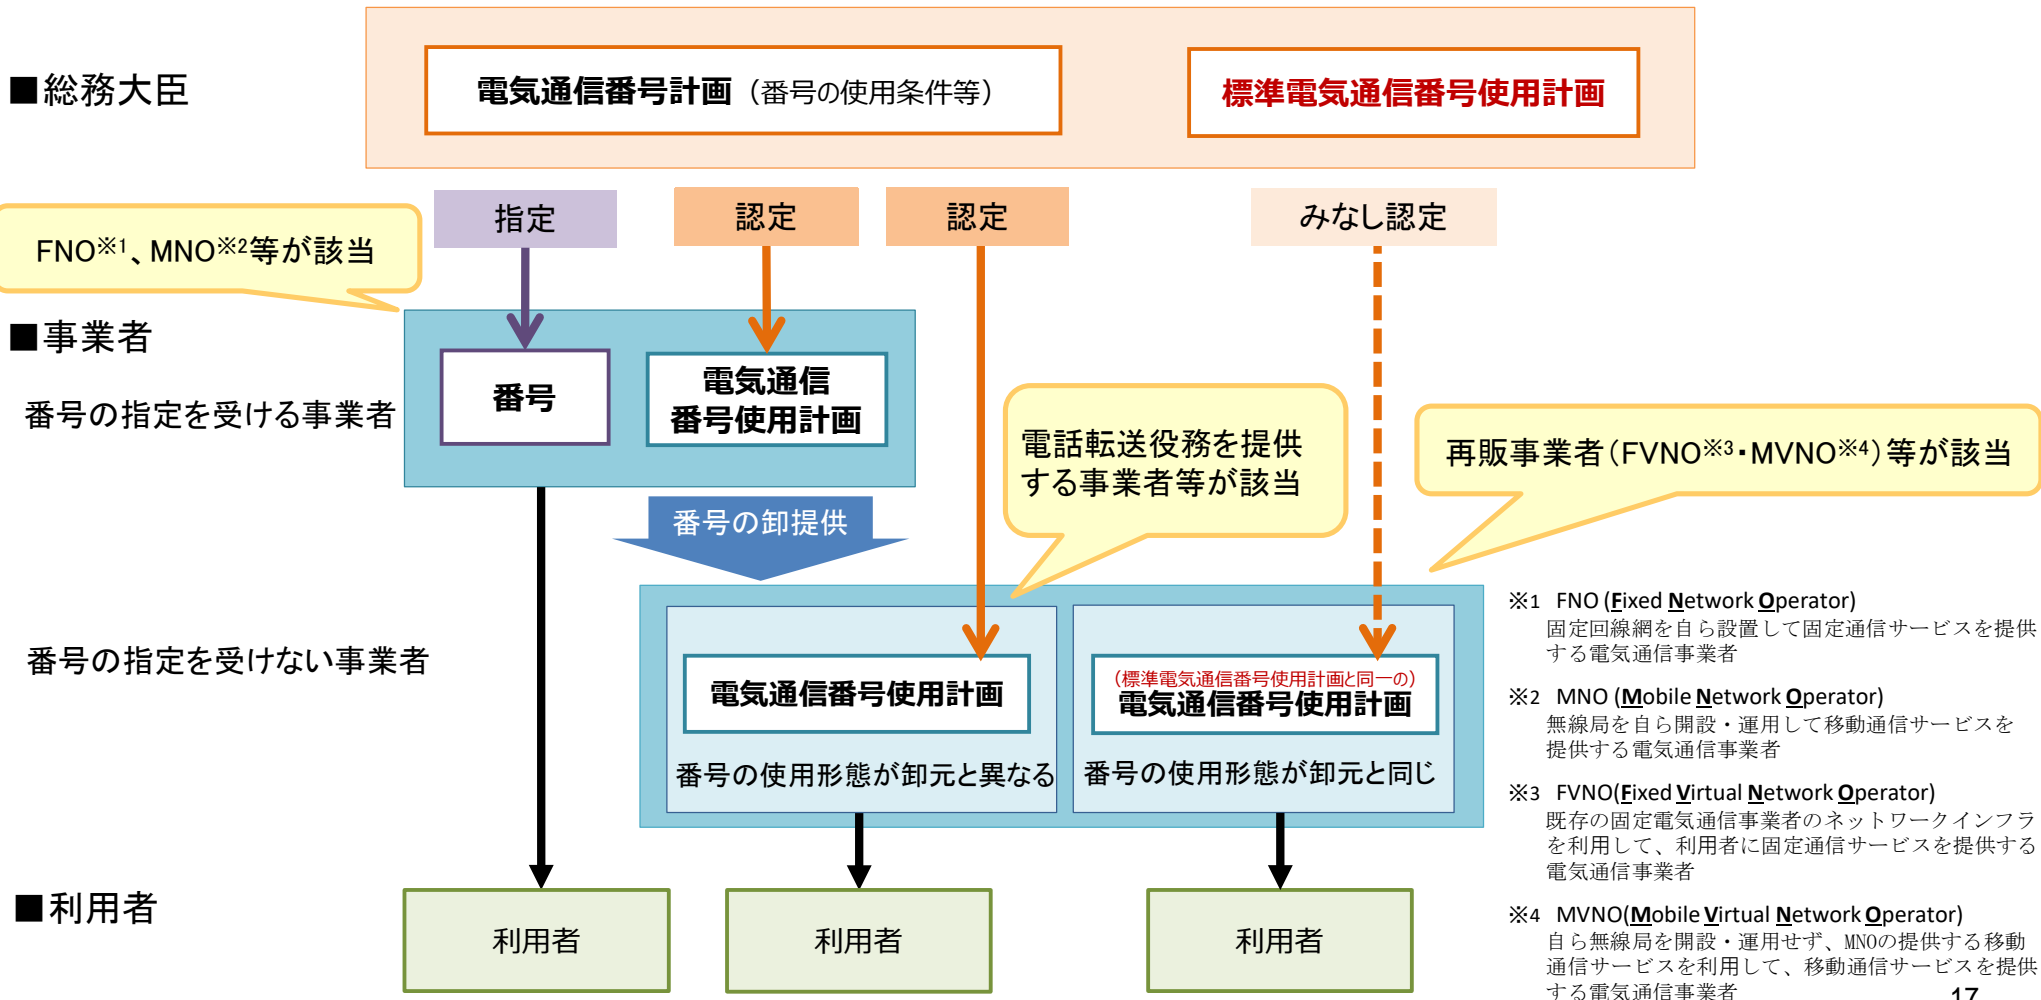 ■総務大臣
電気通信番号計画（番号の使用条件等）
標準電気通信番号使用計画
指定
認定
認定
みなし認定
FNO※1、MNO※2等が該当
■事業者
番号の指定を受ける事業者
番号
電気通信
番号使用計画
電話転送役務を提供
する事業者等が該当
再販事業者（FVNO※3・MVNO※4）等が該当
番号の卸提供
番号の指定を受けない事業者
電気通信番号使用計画
番号の使用形態が卸元と異なる
（標準電気通信番号使用計画と同一の）
電気通信番号使用計画
番号の使用形態が卸元と同じ
※1 FNO (Fixed Network Operator)
固定回線網を自ら設置して固定通信サービスを提供
する電気通信事業者
※2 MNO (Mobile Network Operator)
無線局を自ら開設・運用して移動通信サービスを
提供する電気通信事業者
※3 FVNO(Fixed Virtual Network Operator)
既存の固定電気通信事業者のネットワークインフラ
を利用して、利用者に固定通信サービスを提供する
電気通信事業者
※4 MVNO(Mobile Virtual Network Operator)
自ら無線局を開設・運用せず、MNOの提供する移動
通信サービスを利用して、移動通信サービスを提供
する電気通信事業者
■利用者
利用者
利用者
利用者
17